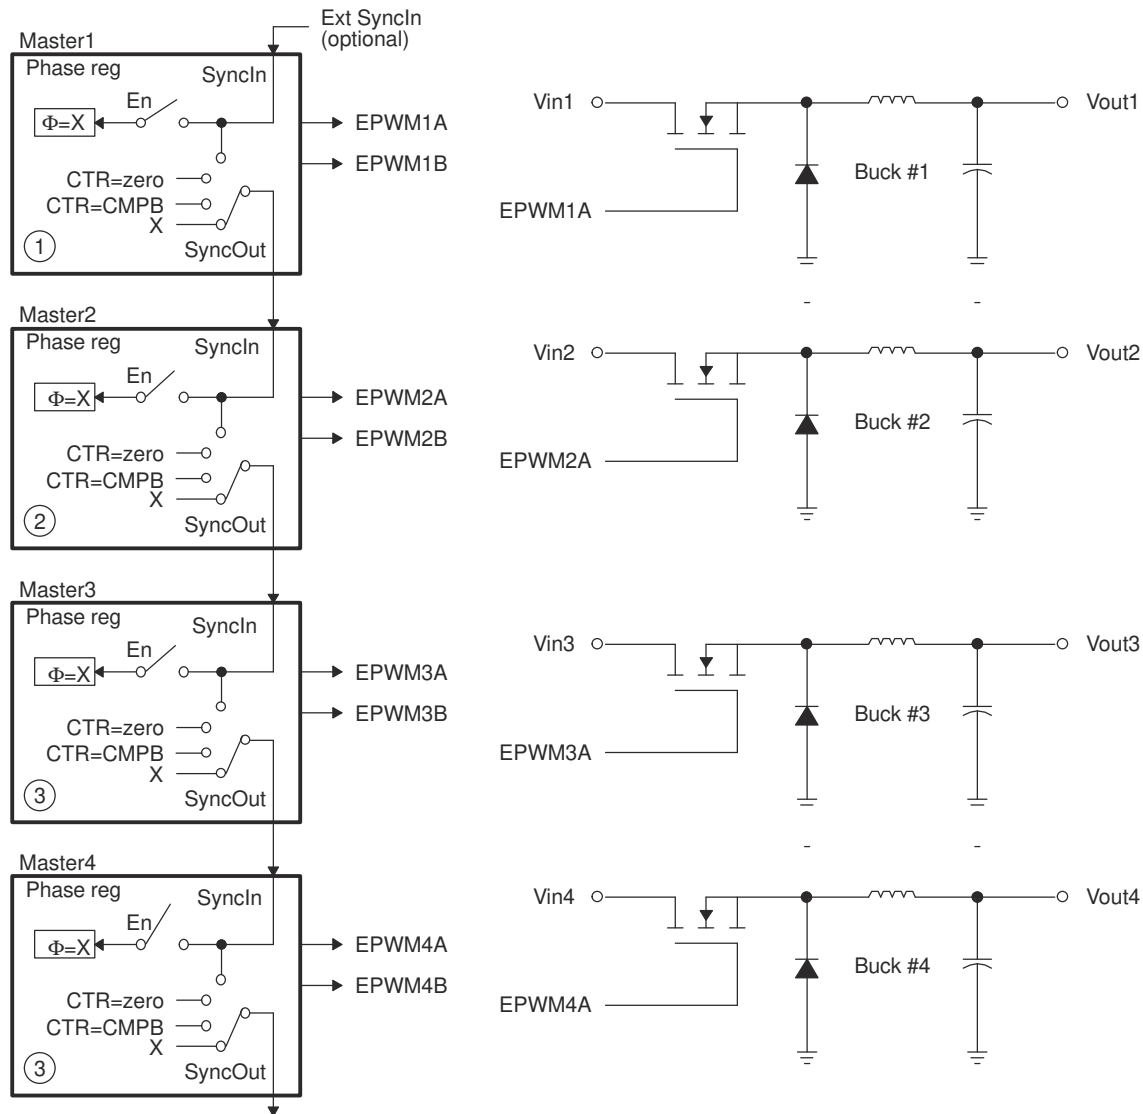 Ext SyncIn
(optional)
Master1
Phase reg
SyncIn
En
Φ=X
EPWM1A
EPWM1B
CTR=zero
CTR=CMPB
X
SyncOut
1
Vin1
Vout1
Buck #1
EPWM1A
Master2
Phase reg
SyncIn
En
Φ=X
EPWM2A
EPWM2B
CTR=zero
CTR=CMPB
X
SyncOut
2
Vin2
Vout2
Buck #2
EPWM2A
Master3
Phase reg
SyncIn
En
Φ=X
EPWM3A
EPWM3B
CTR=zero
CTR=CMPB
X
SyncOut
3
Vin3
Vout3
Buck #3
EPWM3A
Master4
Phase reg
SyncIn
En
Φ=X
EPWM4A
EPWM4B
CTR=zero
CTR=CMPB
X
SyncOut
3
Vin4
Vout4
Buck #4
EPWM4A